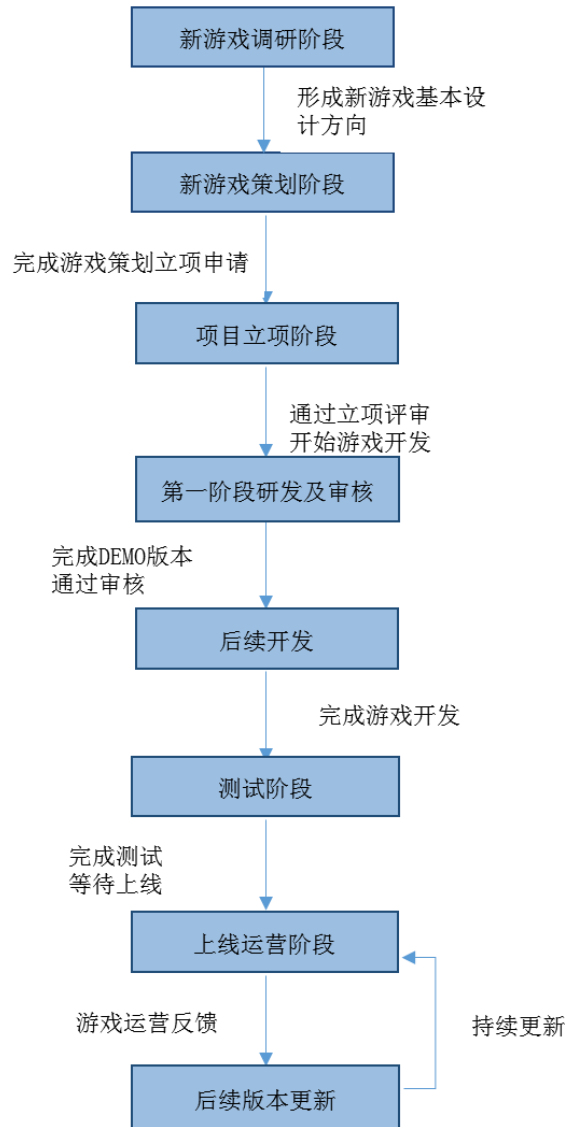 新游戏调研阶段
形成新游戏基本设
计方向
新游戏策划阶段
完成游戏策划立项申请
项目立项阶段
通过立项评审
开始游戏开发
第一阶段研发及审核
完成DEMO版本
通过审核
后续开发
完成游戏开发
测试阶段
完成测试
等待上线
上线运营阶段
游戏运营反馈
持续更新
后续版本更新